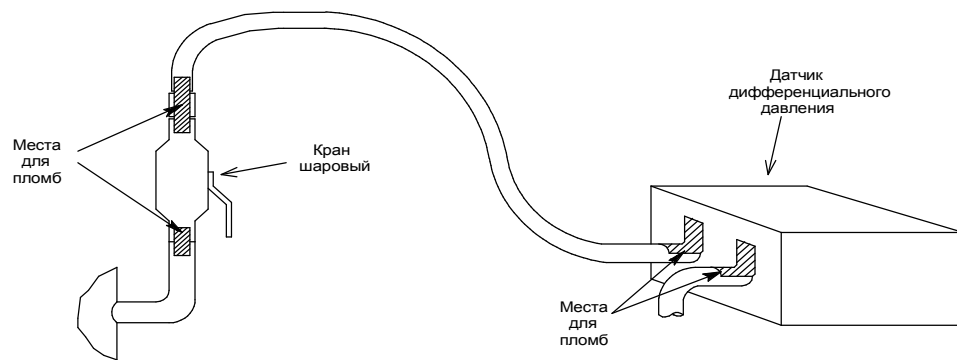 Датчик
дифференциального
давления
Места
для
пломб
Кран
шаровый
Места
для
пломб